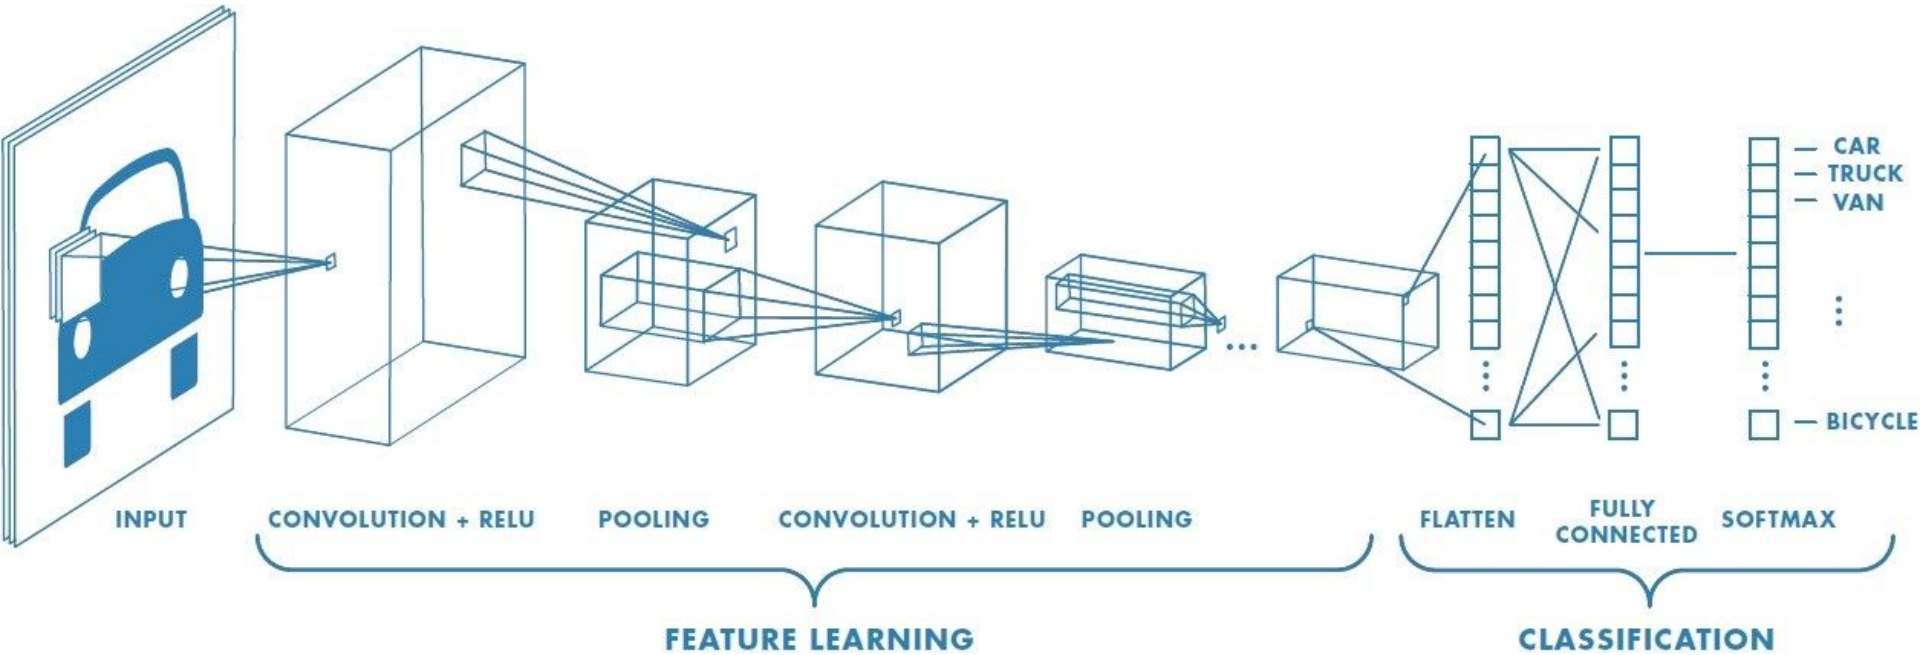 CAR
TRUCK
VAN
BICYCLE
INPUT
CONVOLUTION + RELU
POOLING
CONVOLUTION + RELU
POOLING
FLATTEN
FULLY
CONNECTED
SOFTMAX
FEATURE LEARNING
CLASSIFICATION